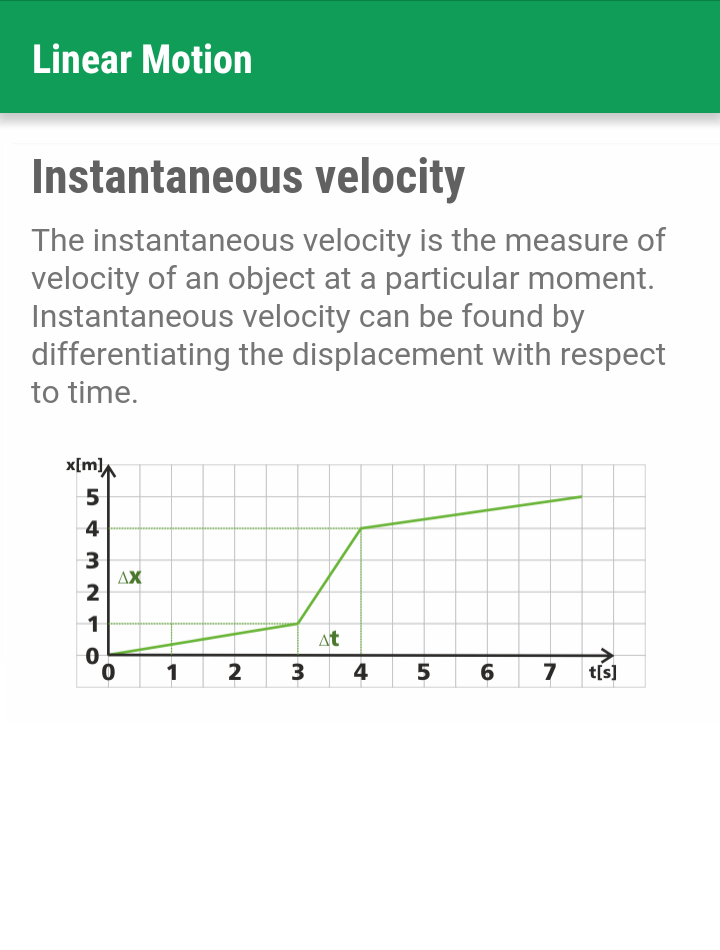 Linear Motion
Instantaneous velocity
The instantaneous velocity is the measure of
velocity of an object at a particular moment.
Instantaneous velocity can be found by
differentiating the displacement with respect
to time.
x[m]
5
4
3
Δx
2
1
Δt
0
0 1 2 3 4 5 6 7 t[s]